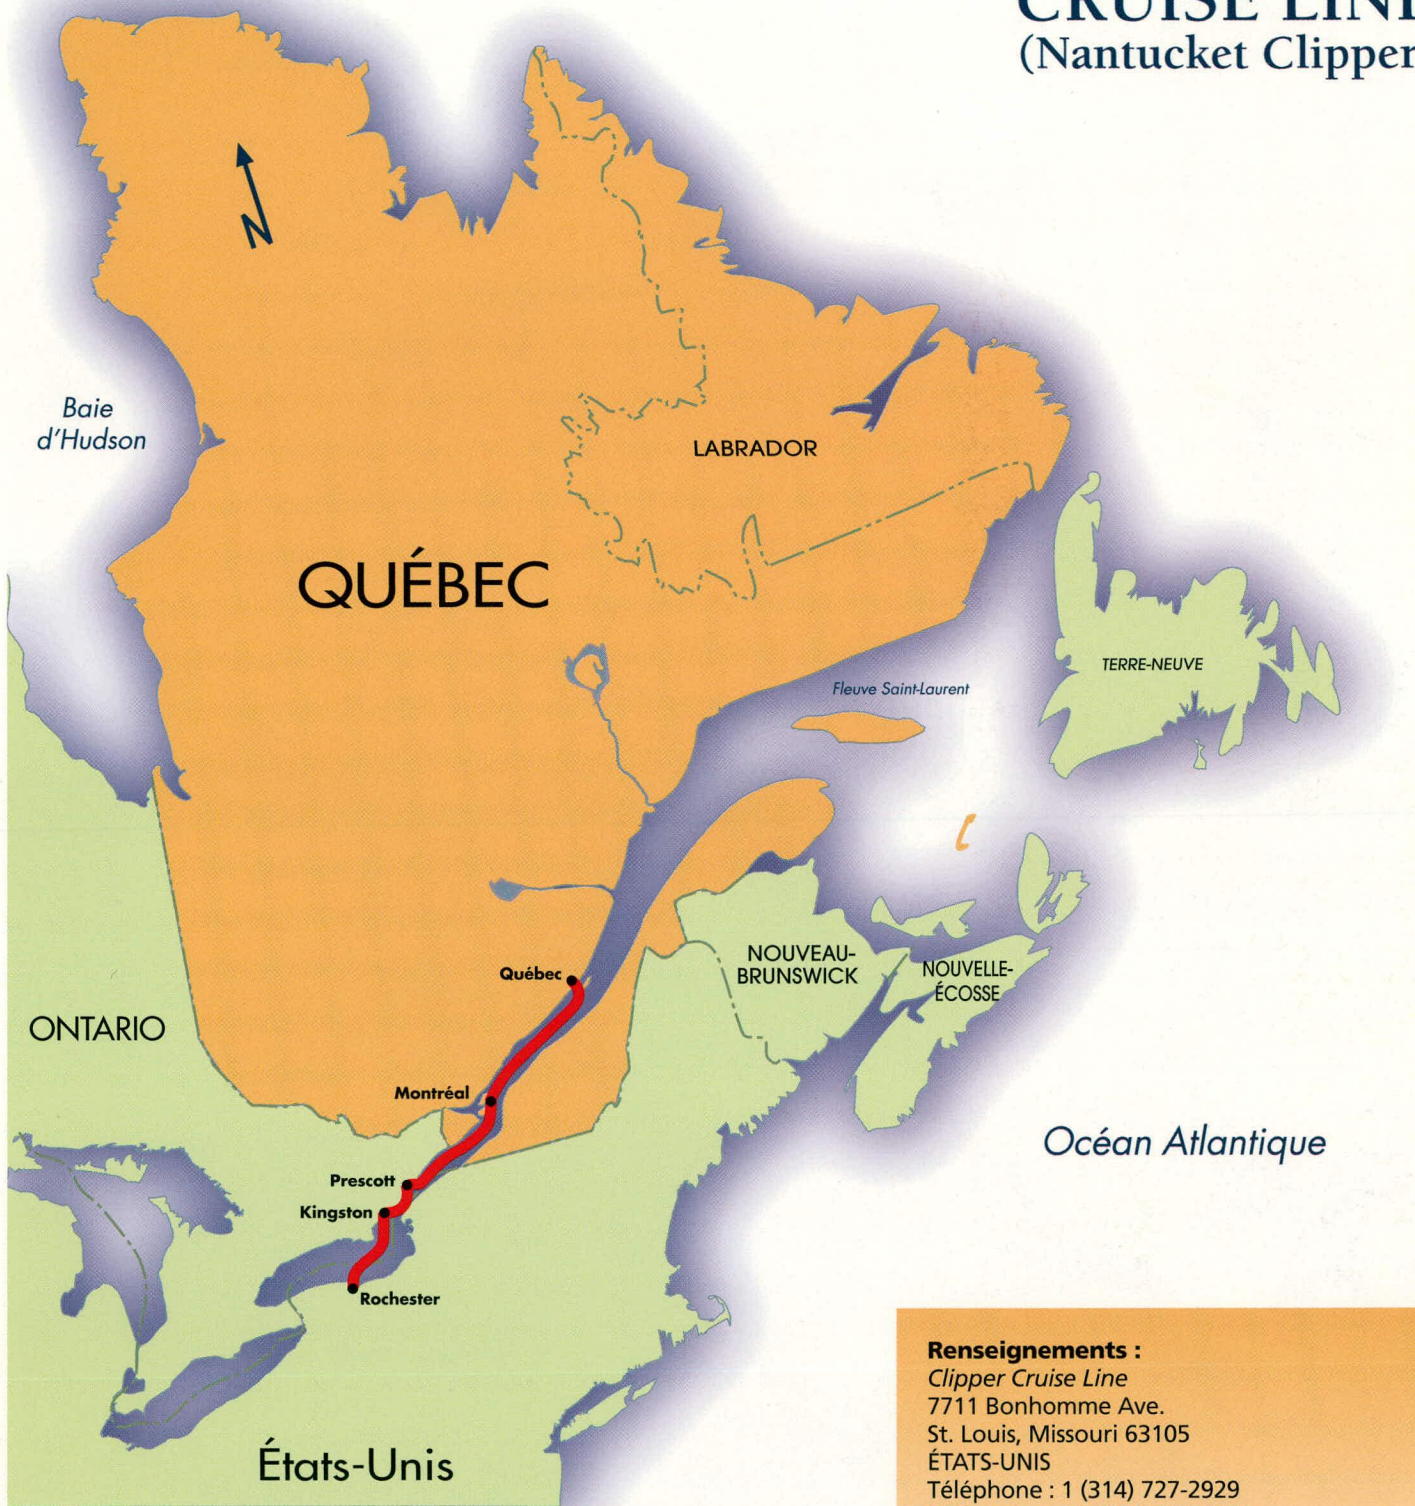 CRUISE LINE
(Nantucket Clipper
N
Baie
d'Hudson
LABRADOR
QUÉBEC
TERRE-NEUVE
Fleuve Saint-Laurent
NOUVEAU-
BRUNSWICK
NOUVELLE-
ÉCOSSE
Québec
ONTARIO
Montréal
Océan Atlantique
Prescott
Kingston
Rochester
États-Unis
Renseignements :
Clipper Cruise Line
7711 Bonhomme Ave.
St. Louis, Missouri 63105
ÉTATS-UNIS
Téléphone : 1 (314) 727-2929